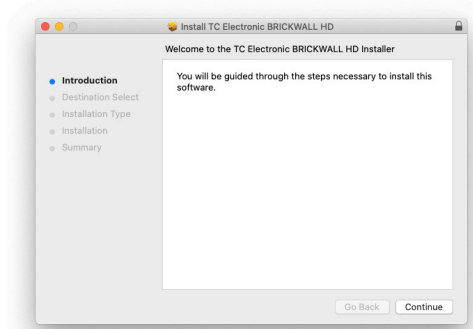 Install TC Electronic BRICKWALL HD
Welcome to the TC Electronic BRICKWALL HD Installer
Introduction
Destination Select
Installation Type
Installation
Summary
You will be guided through the steps necessary to install this
software.
Go Back
Continue